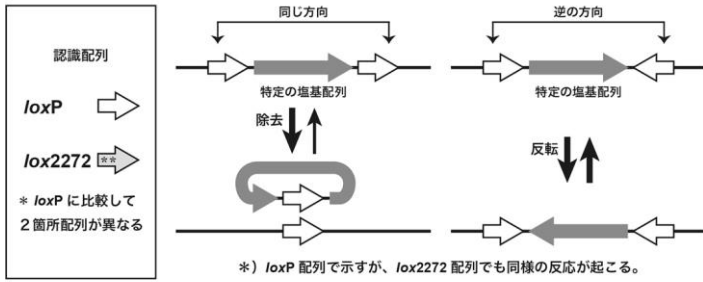 認識配列
loxP
lox2272 **
* loxP に比較して
2箇所配列が異なる
同じ方向
特定の塩基配列
除去
逆の方向
特定の塩基配列
反転
*）loxP 配列で示すが、lox2272 配列でも同様の反応が起こる。